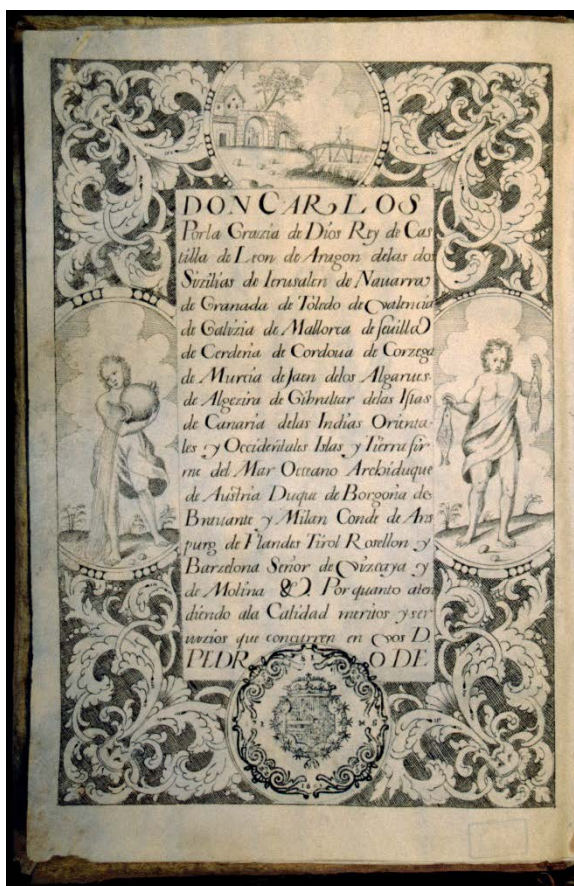 DON CARLOS
Por la Grazia de Dios Rey de Cas
tilla de Leon de Aragon delas dos
Sizilias de Ierusalen de Nauarra
de Granada de Toledo de Valencia
de Galizia de Mallorca de seuilla
de Cerdeña de Cordoua de Corzega
de Murcia de Jaen delos Algarues.
de Algezira de Gibraltar delas Islas
de Canaria delas Indias Orienta
les y Occidentales Islas y Tierra fir
me del Mar Occeano Archiduque
de Austria Duque de Borgoña de
Brauante y Milan Conde de Avs
purg de Flandes Tirol Rosellon y
Barzelona Señor de Vizcaya y
de Molina &c. Por quanto aten
diendo ala Calidad meritos y ser
uizios que concurren en vos D.
PEDRO DE